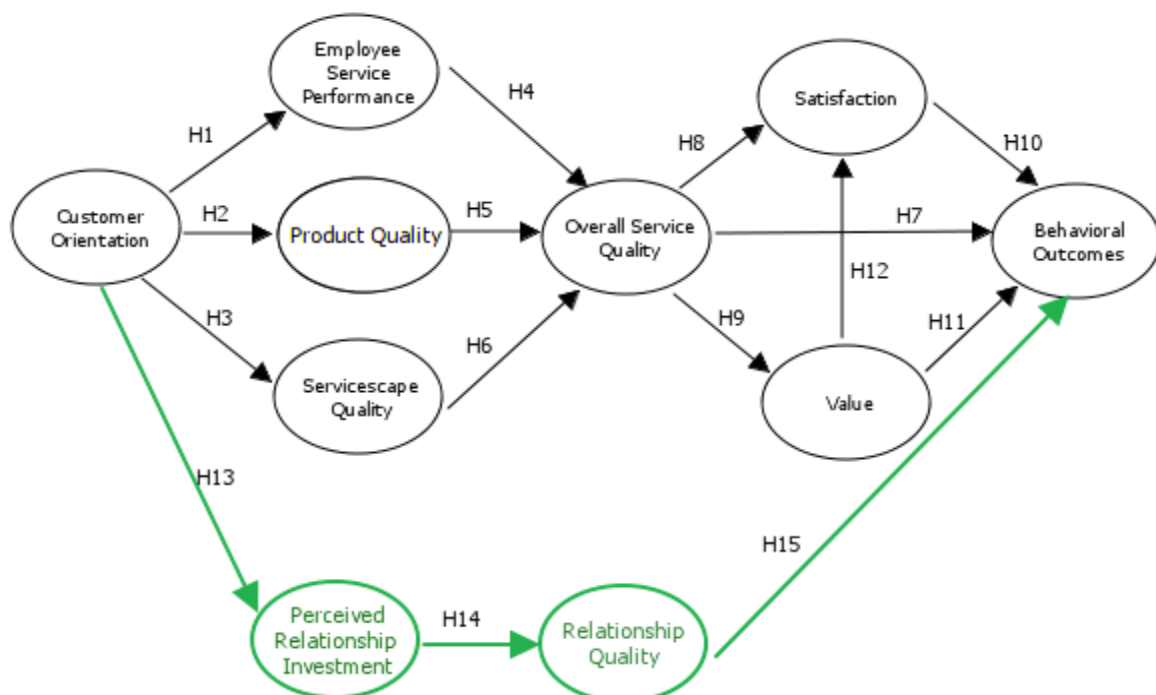 Employee
Service
Performance
H4
Satisfaction
H1
H8
H10
Customer
Orientation
H2
Product Quality
H5
Overall Service
Quality
H7
Behavioral
Outcomes
H12
H3
H6
H9
H11
Servicescape
Quality
Value
H13
H15
Perceived
Relationship
Investment
H14
Relationship
Quality